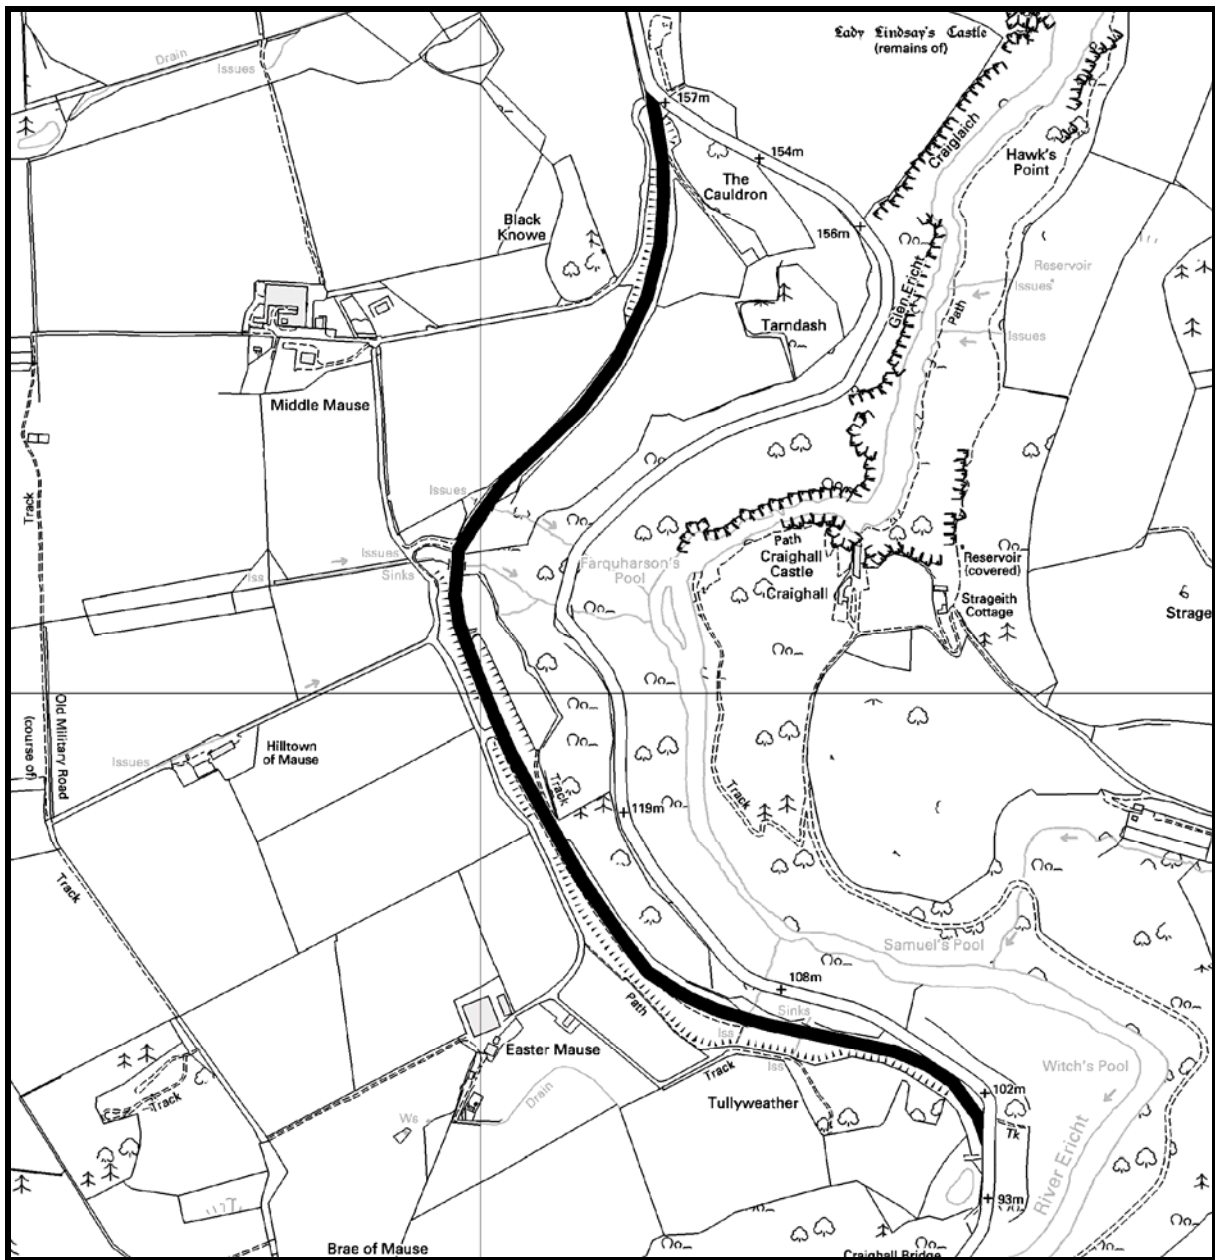 Lady Lindsay's Castle
(remains of)
Drain
Issues
157m
154m
Craiglaich
Hawk's
Point
The
Cauldron
156m
Black
Knowe
Glen Ericht
Reservoir
Issues
Path
Issues
Tarndash
Middle Mause
Track
Issues
Issues
Sinks
Iss
Path
Craighall
Castle
Craighall
Farquharson's
Pool
Reservoir
(covered)
Strageith
Cottage
Strage
Old Military Road
(course of)
Hilltown
of Mause
Issues
Track
119m
Track
Track
Samuel's Pool
108m
Sinks
Path
Iss
Easter Mause
Iss
Track
Witch's Pool
102m
Tullyweather
Drain
Ws
Track
Tk
River Ericht
93m
Brae of Mause
Craighall Bridge